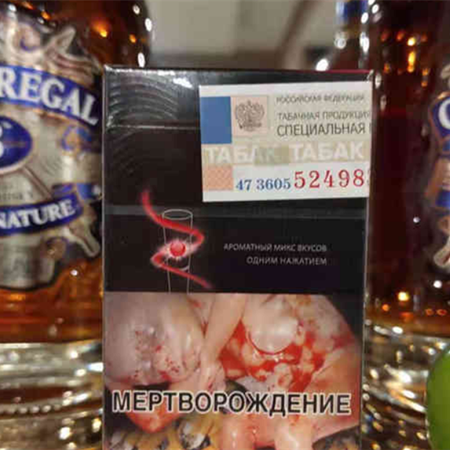 REGAL
NATURE
РОССИЙСКАЯ ФЕДЕРАЦИЯ
ТАБАЧНАЯ ПРОДУКЦИЯ
СПЕЦИАЛЬНАЯ
ТАБАК ТАБАК
47 3605 52498
АРОМАТНЫЙ МИКС ВКУСОВ
ОДНИМ НАЖАТИЕМ
МЕРТВОРОЖДЕНИЕ